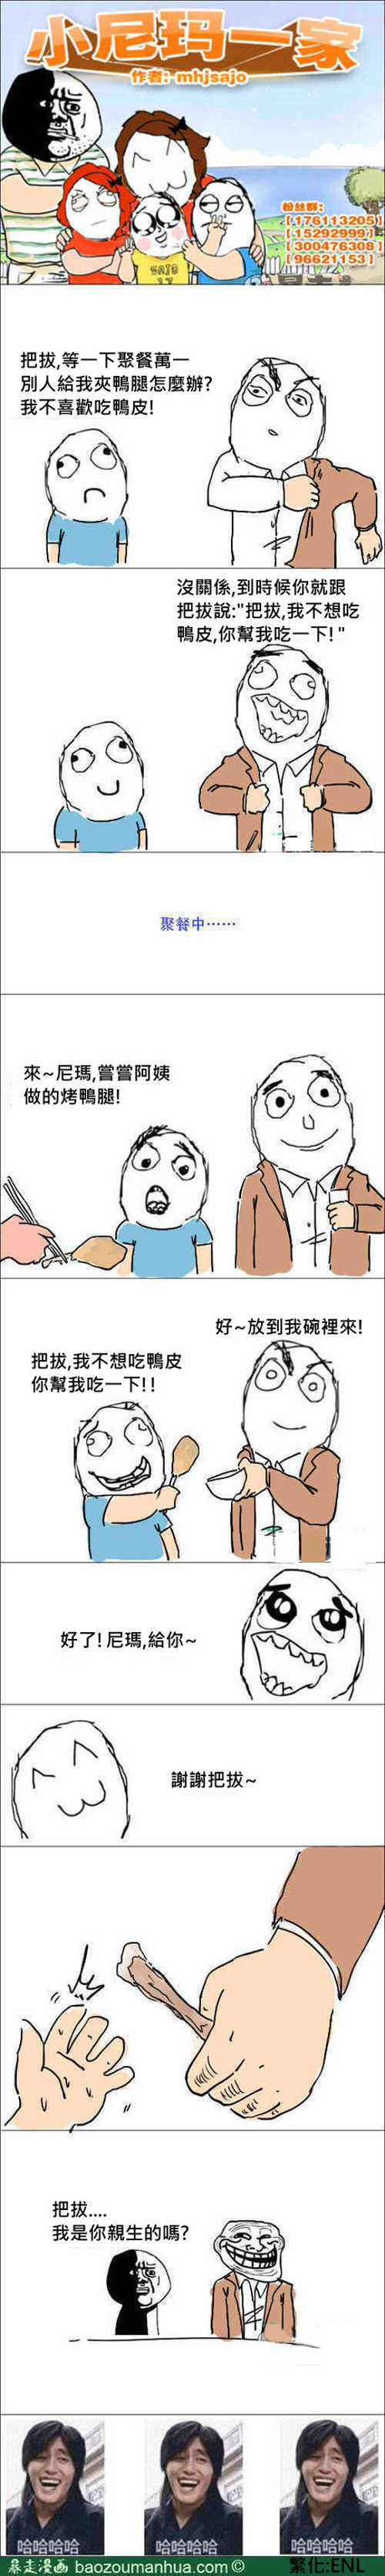 小尼玛一家
作者：mhjsajo
粉丝群：
【176113205】
【15292999】
【300476308】
【96621153】
SAJO
把拔,等一下聚餐萬一
別人給我夾鴨腿怎麼辦?
我不喜歡吃鴨皮!
沒關係,到時候你就跟
把拔說:"把拔,我不想吃
鴨皮,你幫我吃一下!"
聚餐中……
來~尼瑪,嘗嘗阿姨
做的烤鴨腿!
好~放到我碗裡來!
把拔,我不想吃鴨皮
你幫我吃一下!!
好了!尼瑪,給你~
謝謝把拔~
把拔....
我是你親生的嗎?
哈哈哈哈
哈哈哈哈
哈哈哈哈
暴走漫画 baozoumanhua.com © 繁化:ENL